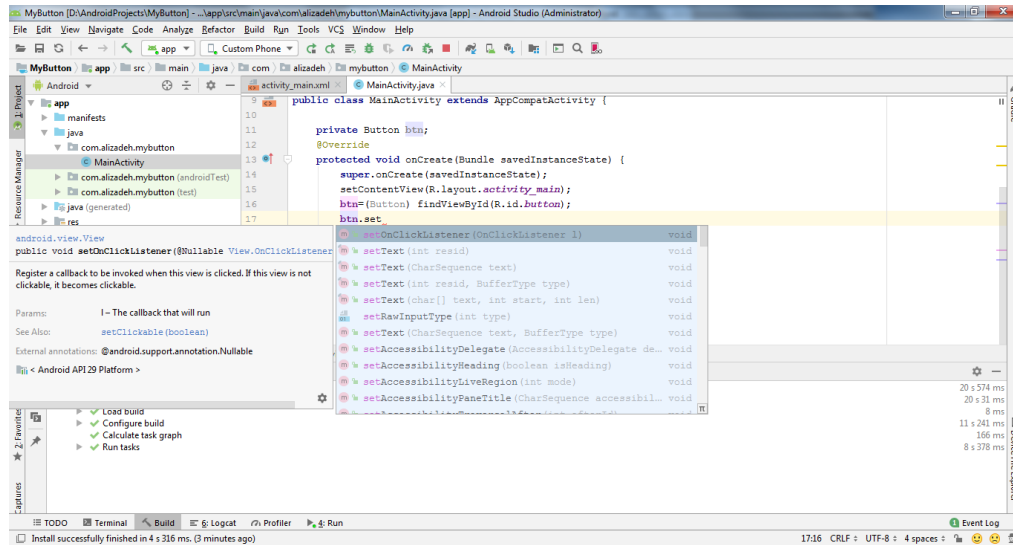 MyButton [D:\AndroidProjects\MyButton] - ...\app\src\main\java\com\alizadeh\mybutton\MainActivity.java [app] - Android Studio (Administrator)
File Edit View Navigate Code Analyze Refactor Build Run Tools VCS Window Help
app Custom Phone
MyButton app src main java com alizadeh mybutton MainActivity
Android activity_main.xml MainActivity.java
1: Project
Resource Manager
app
manifests
java
com.alizadeh.mybutton
MainActivity
com.alizadeh.mybutton (androidTest)
com.alizadeh.mybutton (test)
java (generated)
res
9 public class MainActivity extends AppCompatActivity {
10
11 private Button btn;
12 @Override
13 protected void onCreate(Bundle savedInstanceState) {
14 super.onCreate(savedInstanceState);
15 setContentView(R.layout.activity_main);
16 btn=(Button) findViewById(R.id.button);
17 btn.set
android.view.View
public void setOnClickListener(@Nullable View.OnClickListener
Register a callback to be invoked when this view is clicked. If this view is not
clickable, it becomes clickable.
Params: l – The callback that will run
See Also: setClickable(boolean)
External annotations: @android.support.annotation.Nullable
< Android API 29 Platform >
setOnClickListener(OnClickListener l) void
setText(int resid) void
setText(CharSequence text) void
setText(int resid, BufferType type) void
setText(char[] text, int start, int len) void
setRawInputType(int type) void
setText(CharSequence text, BufferType type) void
setAccessibilityDelegate(AccessibilityDelegate de... void
setAccessibilityHeading(boolean isHeading) void
setAccessibilityLiveRegion(int mode) void
setAccessibilityPaneTitle(CharSequence accessibil... void
π
20 s 574 ms
20 s 31 ms
Load build 8 ms
Configure build 11 s 241 ms
Calculate task graph 166 ms
Run tasks 8 s 378 ms
2: Favorites
Captures
TODO Terminal Build 6: Logcat Profiler 4: Run 1 Event Log
Install successfully finished in 4 s 316 ms. (3 minutes ago) 17:16 CRLF UTF-8 4 spaces